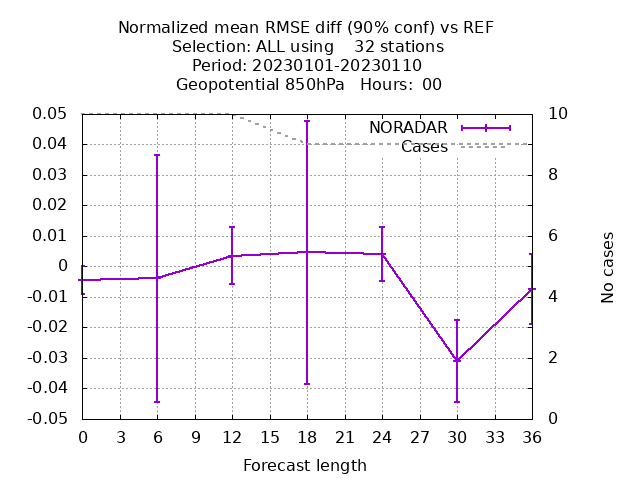 Normalized mean RMSE diff (90% conf) vs REF
Selection: ALL using    32 stations
Period: 20230101-20230110
Geopotential 850hPa   Hours:  00
0.05
0.04
0.03
0.02
0.01
0
-0.01
-0.02
-0.03
-0.04
-0.05
NORADAR
Cases
10
8
6
4
2
0
No cases
0 3 6 9 12 15 18 21 24 27 30 33 36
Forecast length